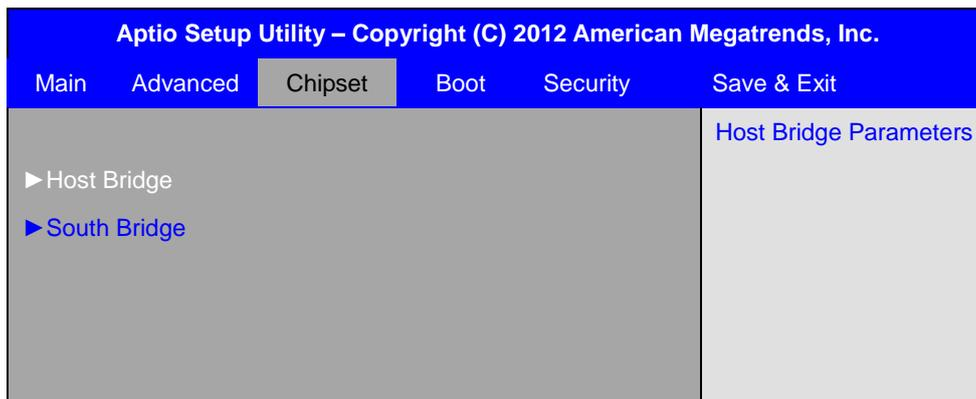 Aptio Setup Utility – Copyright (C) 2012 American Megatrends, Inc.
Main Advanced Chipset Boot Security Save & Exit
Host Bridge Parameters
►Host Bridge
►South Bridge